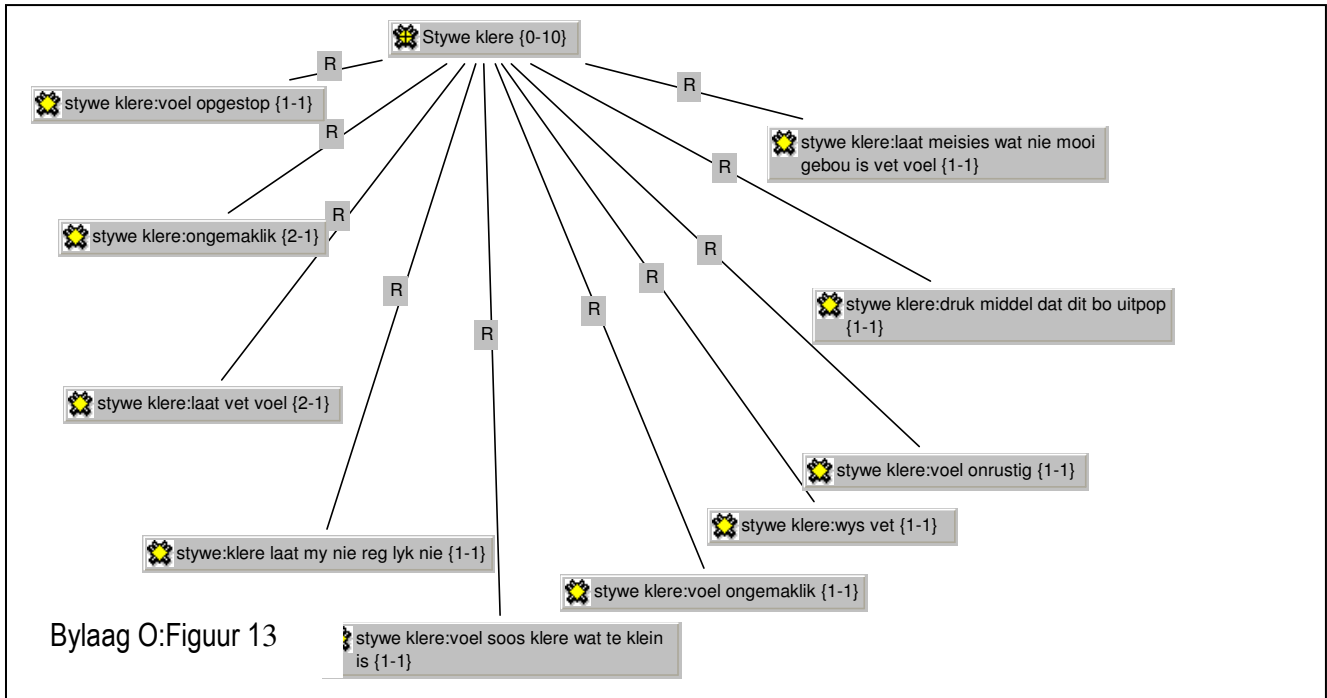 Stywe klere {0-10}
R
R
stywe klere:voel opgestop {1-1}
R
stywe klere:laat meisies wat nie mooi
gebou is vet voel {1-1}
R
R
stywe klere:ongemaklik {2-1}
R
R
R
stywe klere:druk middel dat dit bo uitpop
{1-1}
R
R
stywe klere:laat vet voel {2-1}
stywe klere:voel onrustig {1-1}
stywe klere:wys vet {1-1}
stywe:klere laat my nie reg lyk nie {1-1}
stywe klere:voel ongemaklik {1-1}
Bylaag O:Figuur 13
stywe klere:voel soos klere wat te klein
is {1-1}